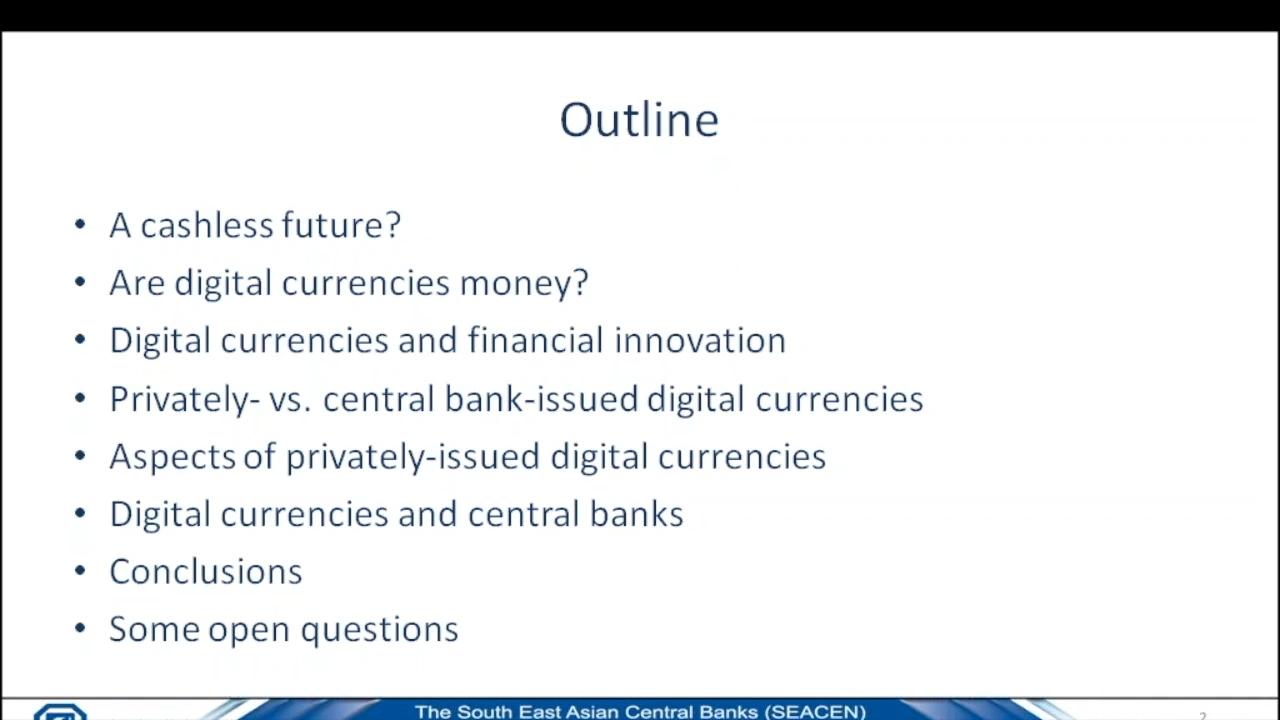 Outline
• A cashless future?
• Are digital currencies money?
• Digital currencies and financial innovation
• Privately- vs. central bank-issued digital currencies
• Aspects of privately-issued digital currencies
• Digital currencies and central banks
• Conclusions
• Some open questions
The South East Asian Central Banks (SEACEN)
2